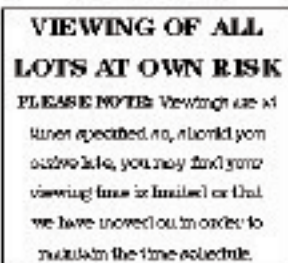 VIEWING OF ALL
LOTS AT OWN RISK
PLEASE NOTE: Viewings are at
times specified so, should you
arrive late, you may find your
viewing time is limited or that
we have moved on in order to
maintain the time schedule.